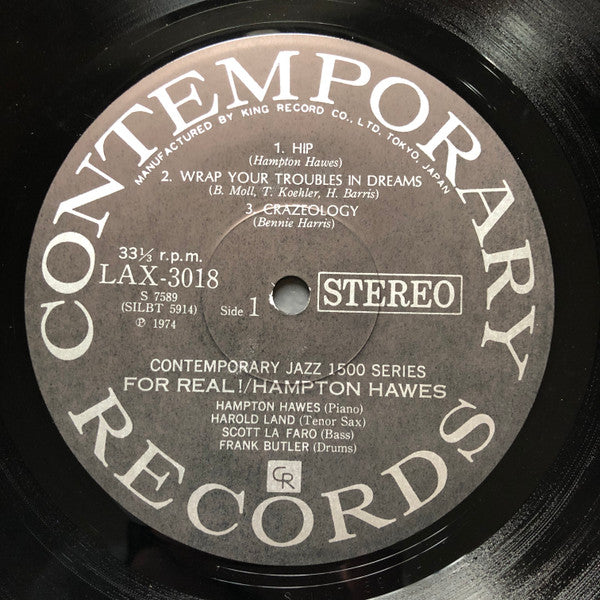 CONTEMPORARY
MANUFACTURED BY KING RECORD CO., LTD, TOKYO, JAPAN
1. HIP
(Hampton Hawes)
2. WRAP YOUR TROUBLES IN DREAMS
(B. Moll, T. Koehler, H. Barris)
3. CRAZEOLOGY
(Bennie Harris)
33⅓ r.p.m.
LAX-3018
S 7589
(SILBT 5914)
℗ 1974
Side 1
STEREO
CONTEMPORARY JAZZ 1500 SERIES
FOR REAL!/HAMPTON HAWES
HAMPTON HAWES (Piano)
HAROLD LAND (Tenor Sax)
SCOTT LA FARO (Bass)
FRANK BUTLER (Drums)
CR
RECORDS